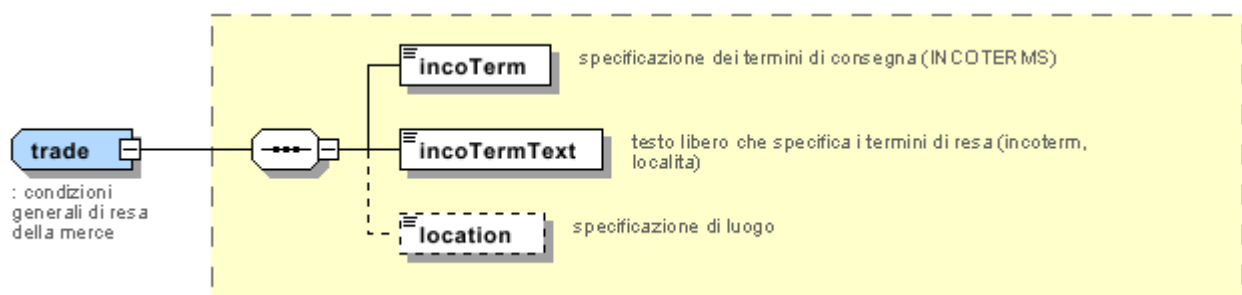 incoTerm
specificazione dei termini di consegna (INCOTERMS)
trade
: condizioni
generali di resa
della merce
incoTermText
testo libero che specifica i termini di resa (incoterm,
localita)
location
specificazione di luogo